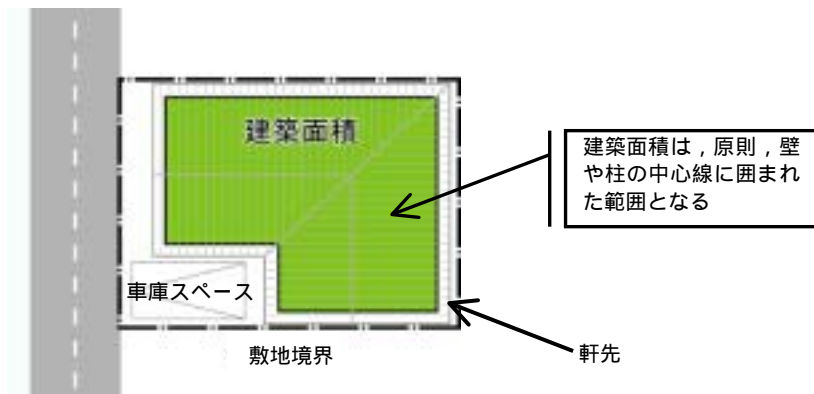 建築面積
建築面積は，原則，壁
や柱の中心線に囲まれ
た範囲となる
車庫スペース
敷地境界
軒先